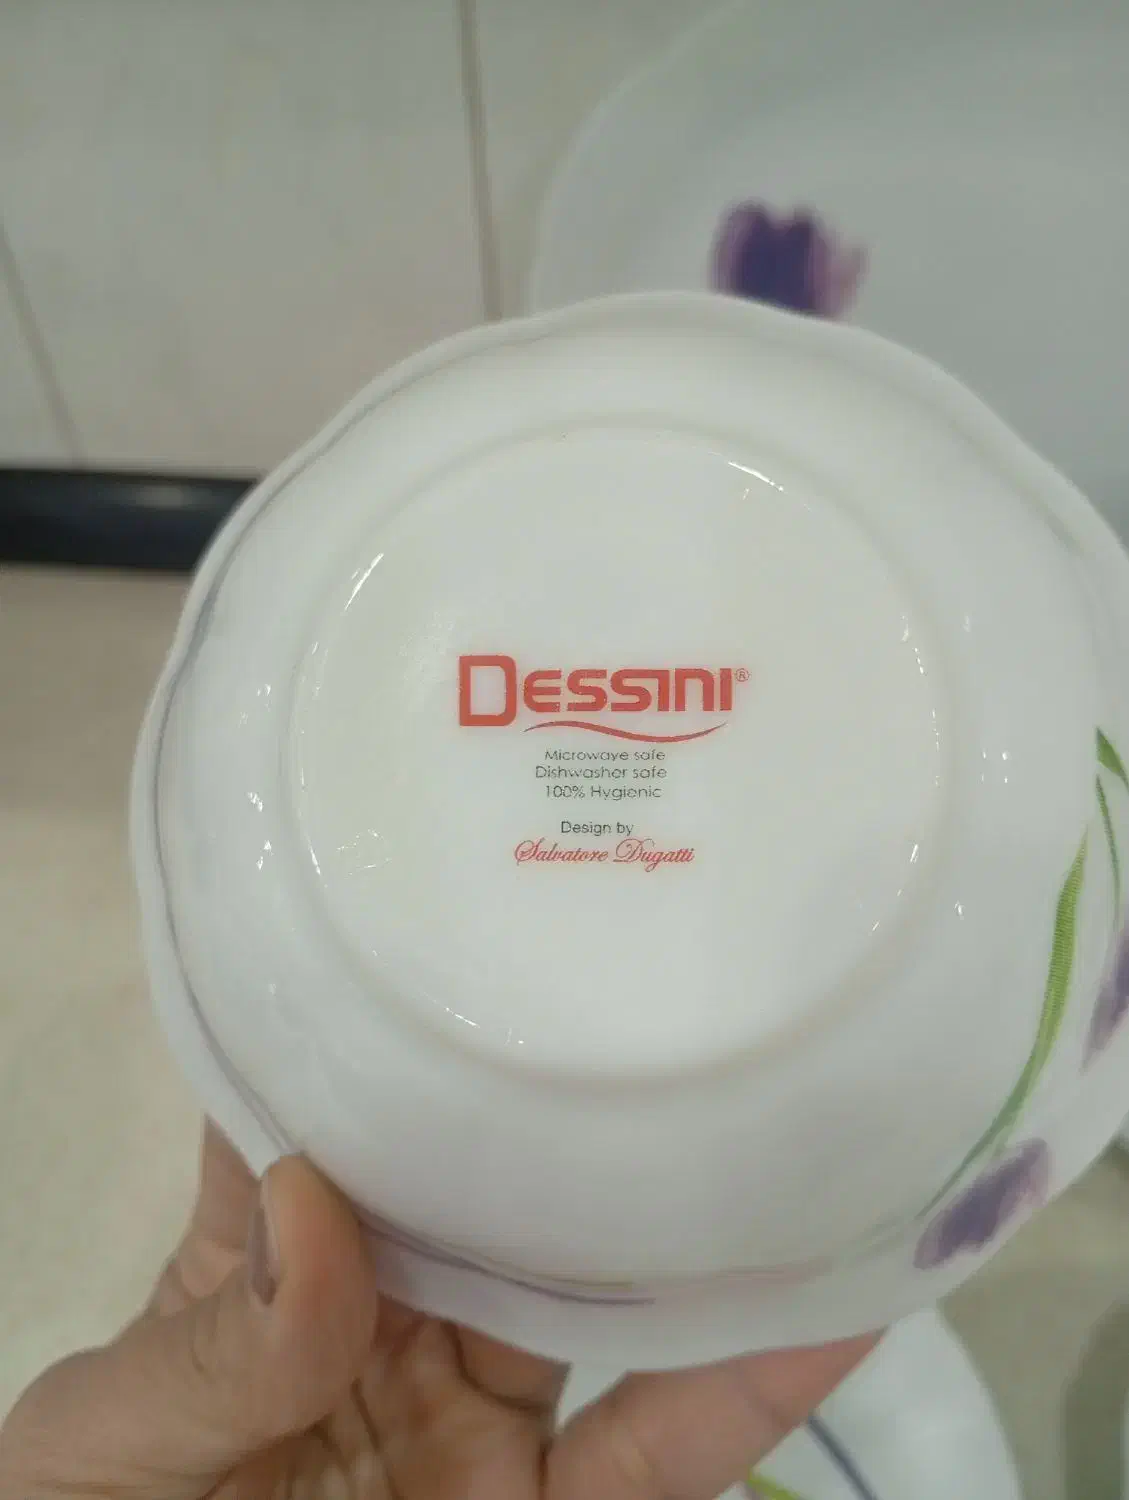 DESSINI®
Microwave safe
Dishwasher safe
100% Hygienic
Design by
Salvatore Dugatti